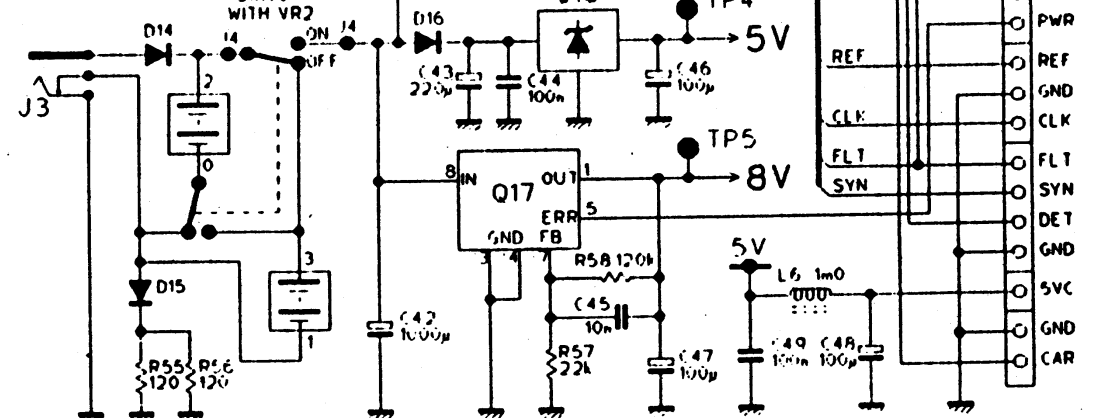 WITH VR2
D14
J4
ON
J4
OFF
D16
5V
TP4
PWR
REF
REF
GND
CLK
CLK
FLT
FLT
SYN
SYN
DET
GND
5VC
GND
CAR
J3
2
0
C43
220µ
C44
100n
C46
100µ
TP5
8V
8
IN
OUT
1
Q17
ERR
5
GND
FB
3
4
7
R58 120k
C45
10n
R57
22k
C47
100µ
5V
L6 1m0
C49
100n
C48
100µ
D15
3
1
C42
1000µ
R55
120
R56
120